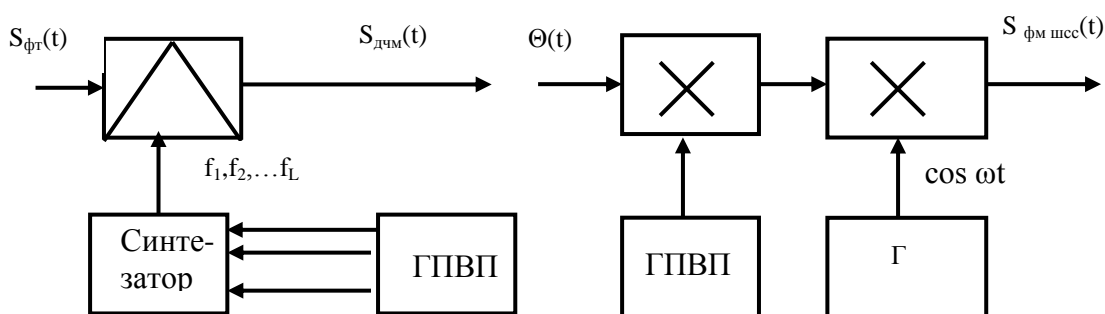 Sфт(t)
Sдчм(t)
f1,f2,…fL
Синте-
затор
ГПВП
Θ(t)
S фм шсс(t)
cos ωt
ГПВП
Г